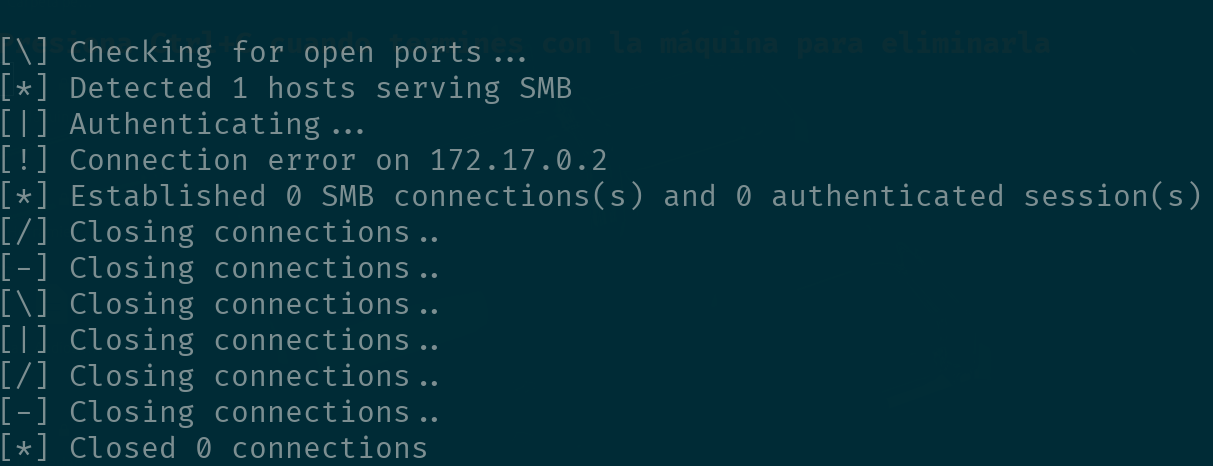 [\] Checking for open ports...
[*] Detected 1 hosts serving SMB
[|] Authenticating...
[!] Connection error on 172.17.0.2
[*] Established 0 SMB connections(s) and 0 authenticated session(s)
[/] Closing connections..
[-] Closing connections..
[\] Closing connections..
[|] Closing connections..
[/] Closing connections..
[-] Closing connections..
[*] Closed 0 connections